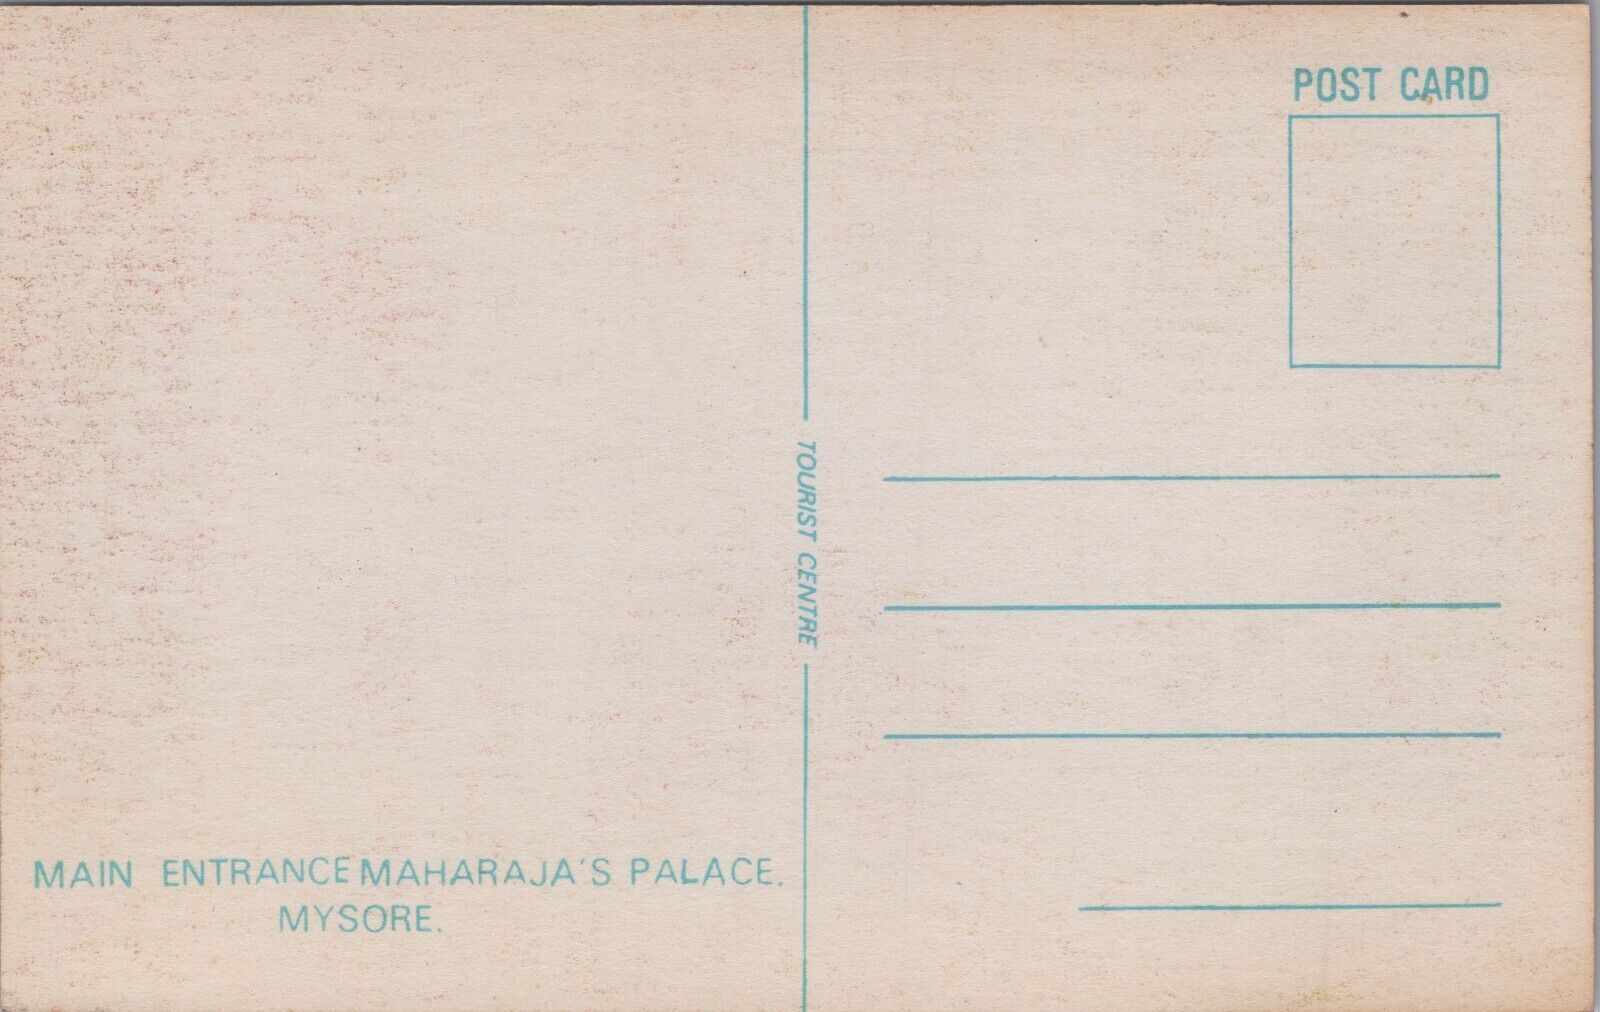 POST CARD
TOURIST CENTRE
MAIN ENTRANCE MAHARAJA'S PALACE,
MYSORE.